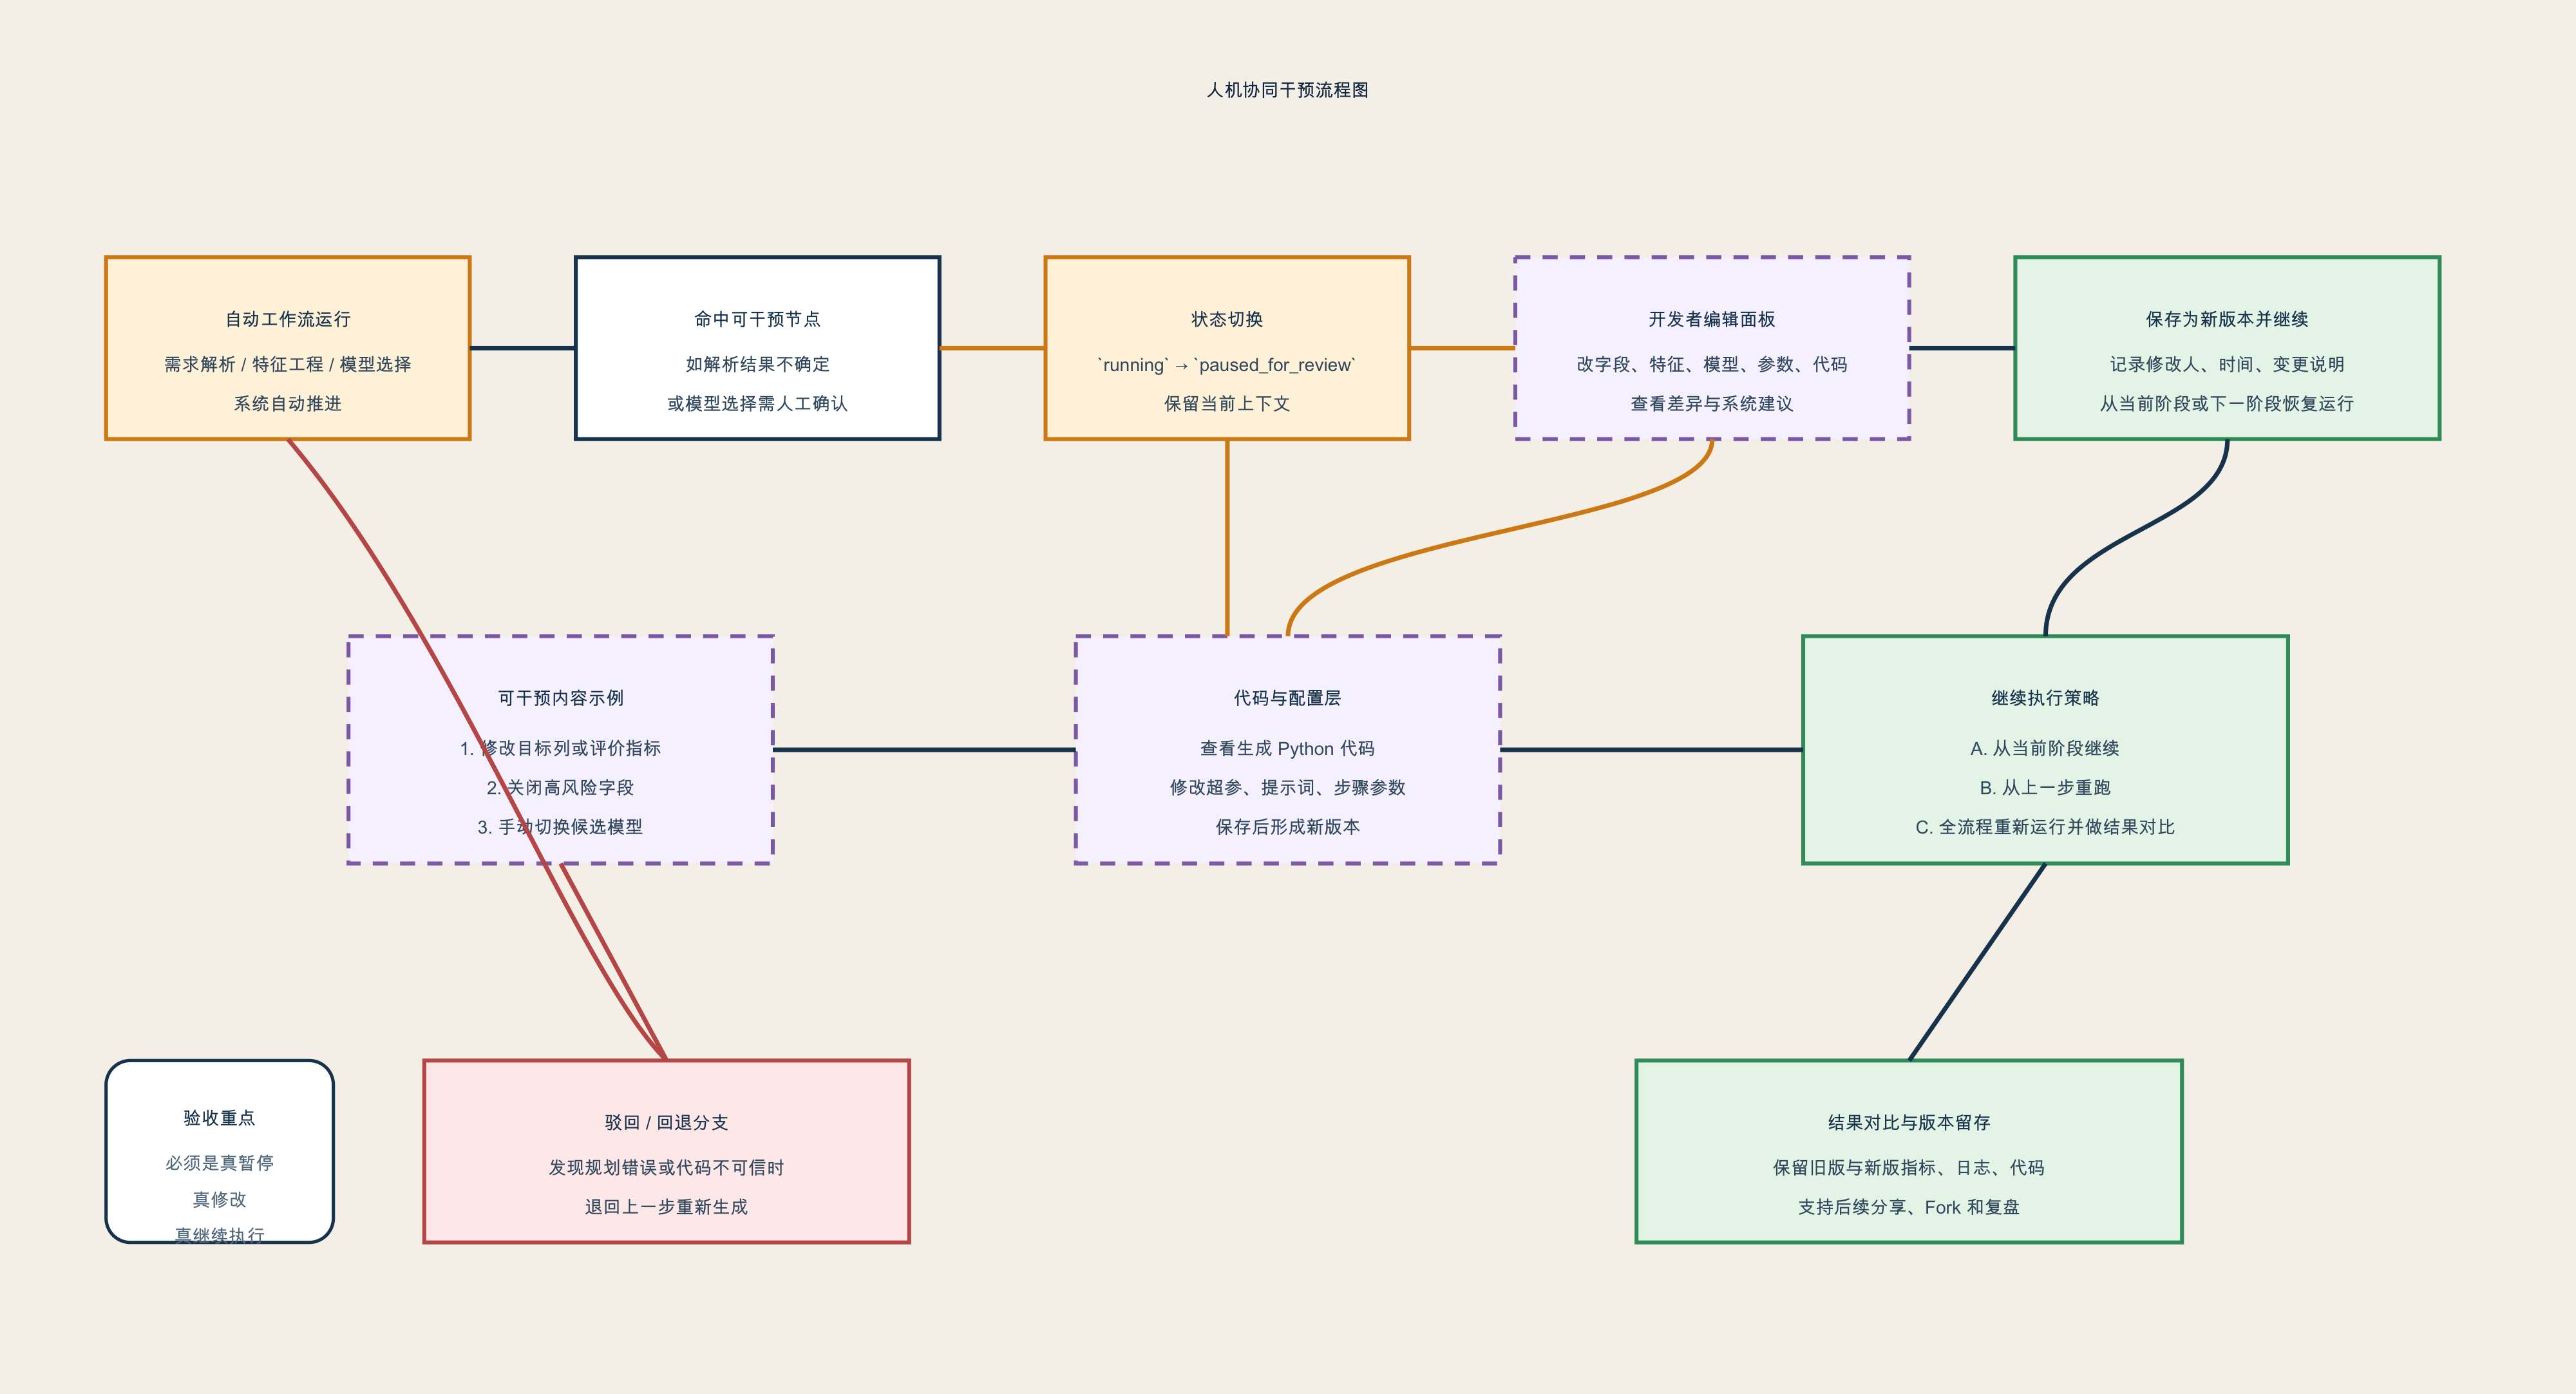 人机协同干预流程图
自动工作流运行
需求解析 / 特征工程 / 模型选择
系统自动推进
命中可干预节点
如解析结果不确定
或模型选择需人工确认
状态切换
`running` → `paused_for_review`
保留当前上下文
开发者编辑面板
改字段、特征、模型、参数、代码
查看差异与系统建议
保存为新版本并继续
记录修改人、时间、变更说明
从当前阶段或下一阶段恢复运行
可干预内容示例
1. 修改目标列或评价指标
2. 关闭高风险字段
3. 手动切换候选模型
代码与配置层
查看生成 Python 代码
修改超参、提示词、步骤参数
保存后形成新版本
继续执行策略
A. 从当前阶段继续
B. 从上一步重跑
C. 全流程重新运行并做结果对比
验收重点
必须是真暂停
真修改
真继续执行
驳回 / 回退分支
发现规划错误或代码不可信时
退回上一步重新生成
结果对比与版本留存
保留旧版与新版指标、日志、代码
支持后续分享、Fork 和复盘